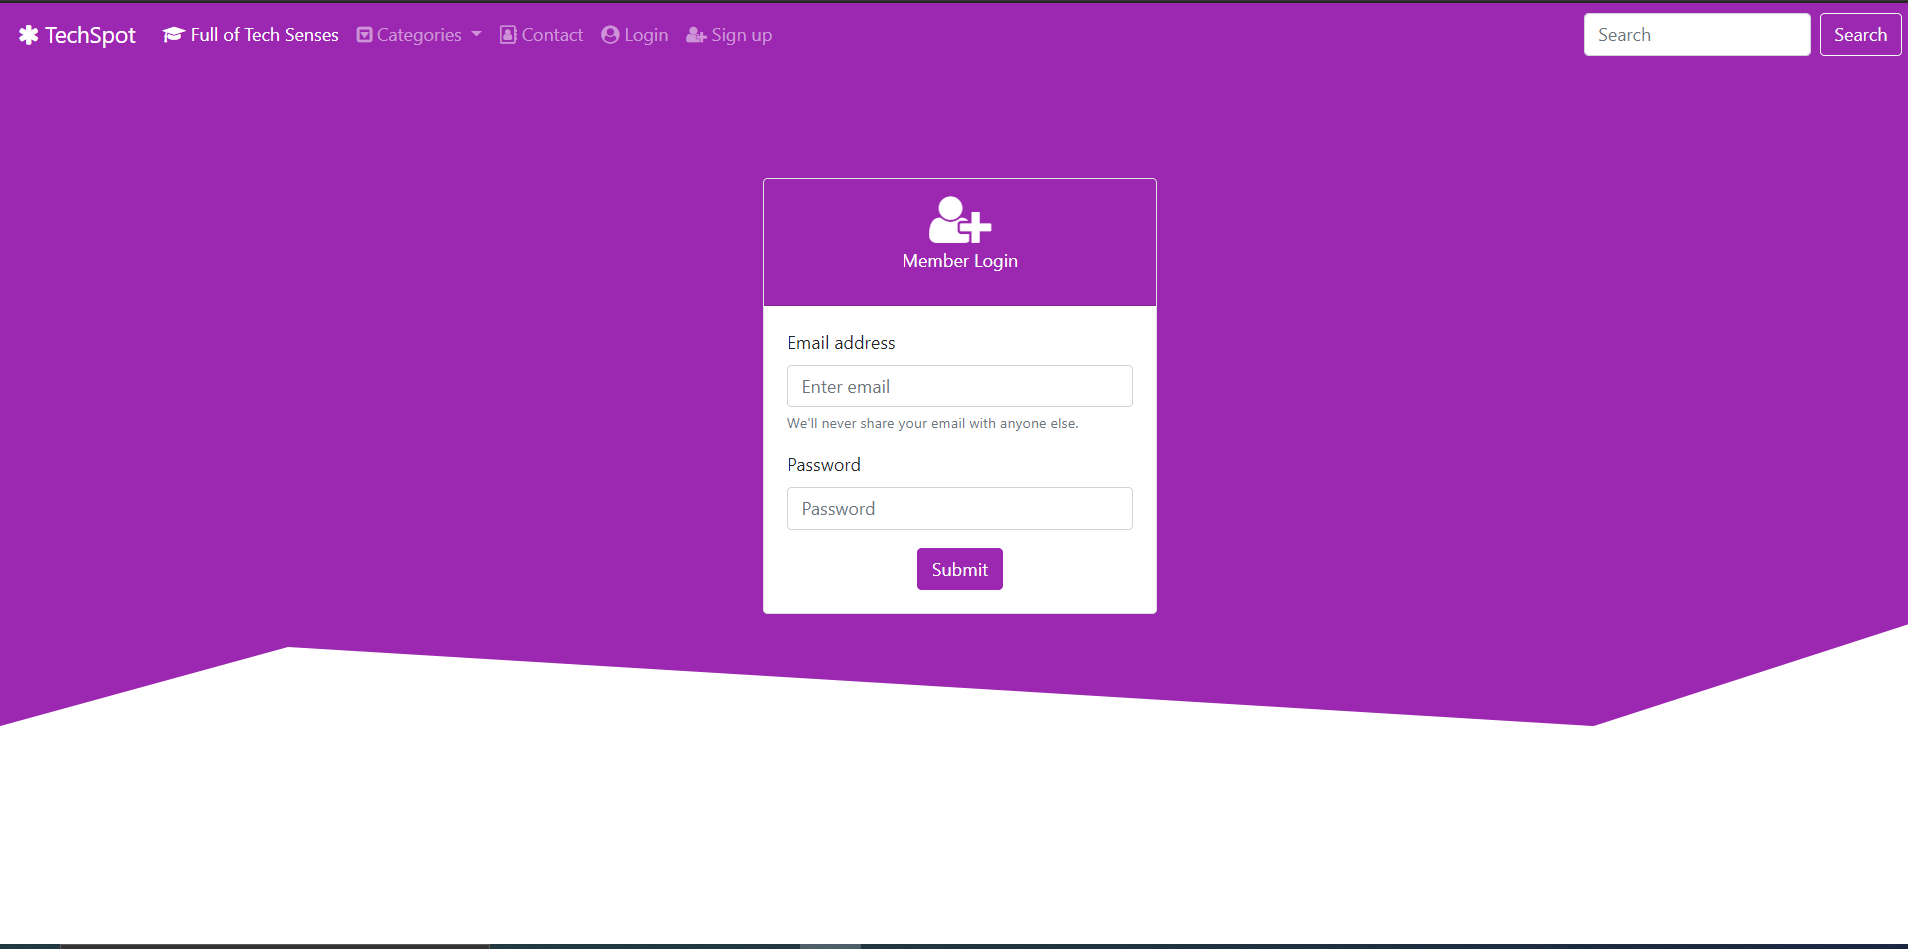 TechSpot Full of Tech Senses Categories Contact Login Sign up Search Search
Member Login
Email address
Enter email
We'll never share your email with anyone else.
Password
Password
Submit